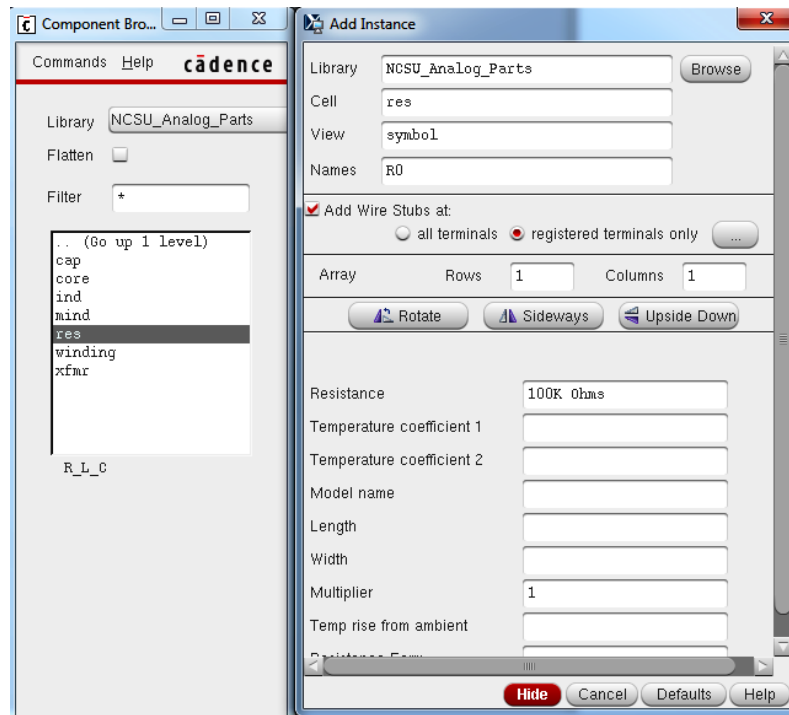 Component Bro...
Commands Help cādence
Library NCSU_Analog_Parts
Flatten
Filter *
.. (Go up 1 level)
cap
core
ind
mind
res
winding
xfmr
R_L_C
Add Instance
Library NCSU_Analog_Parts Browse
Cell res
View symbol
Names R0
Add Wire Stubs at:
all terminals registered terminals only ...
Array Rows 1 Columns 1
Rotate Sideways Upside Down
Resistance 100K Ohms
Temperature coefficient 1
Temperature coefficient 2
Model name
Length
Width
Multiplier 1
Temp rise from ambient
Hide Cancel Defaults Help